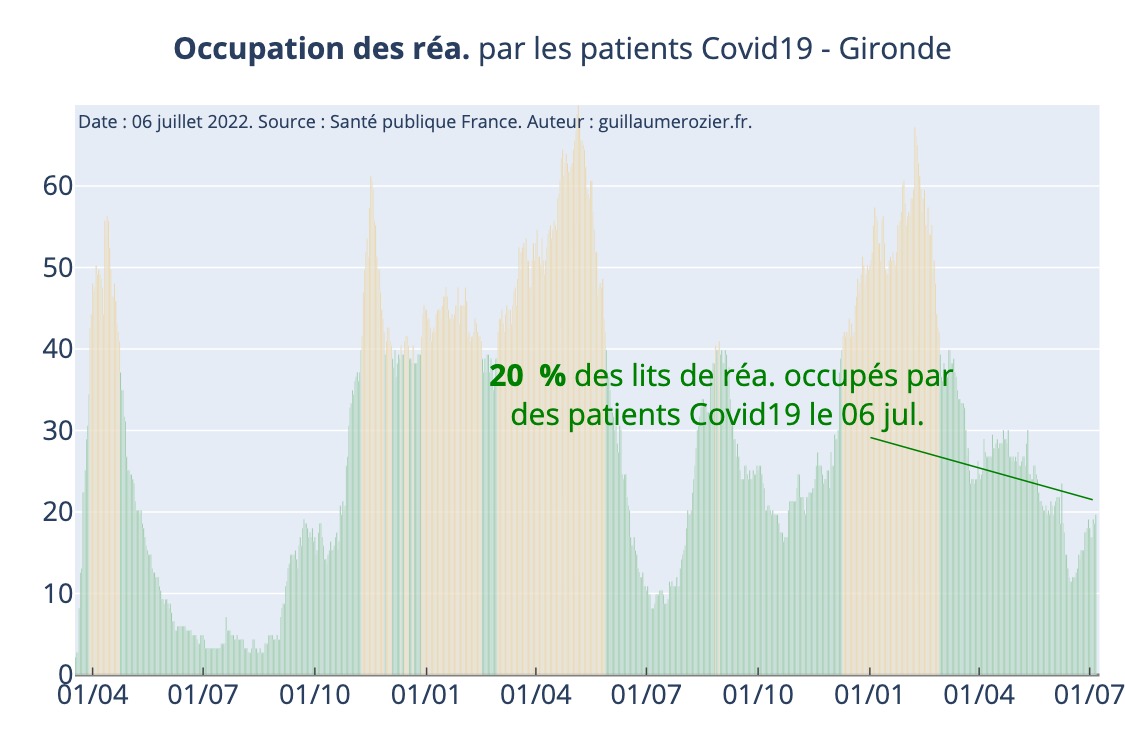 Occupation des réa. par les patients Covid19 - Gironde
Date : 06 juillet 2022. Source : Santé publique France. Auteur : guillaumerozier.fr.
60
50
40
20  % des lits de réa. occupés par
des patients Covid19 le 06 jul.
30
20
10
0
01/04 01/07 01/10 01/01 01/04 01/07 01/10 01/01 01/04 01/07